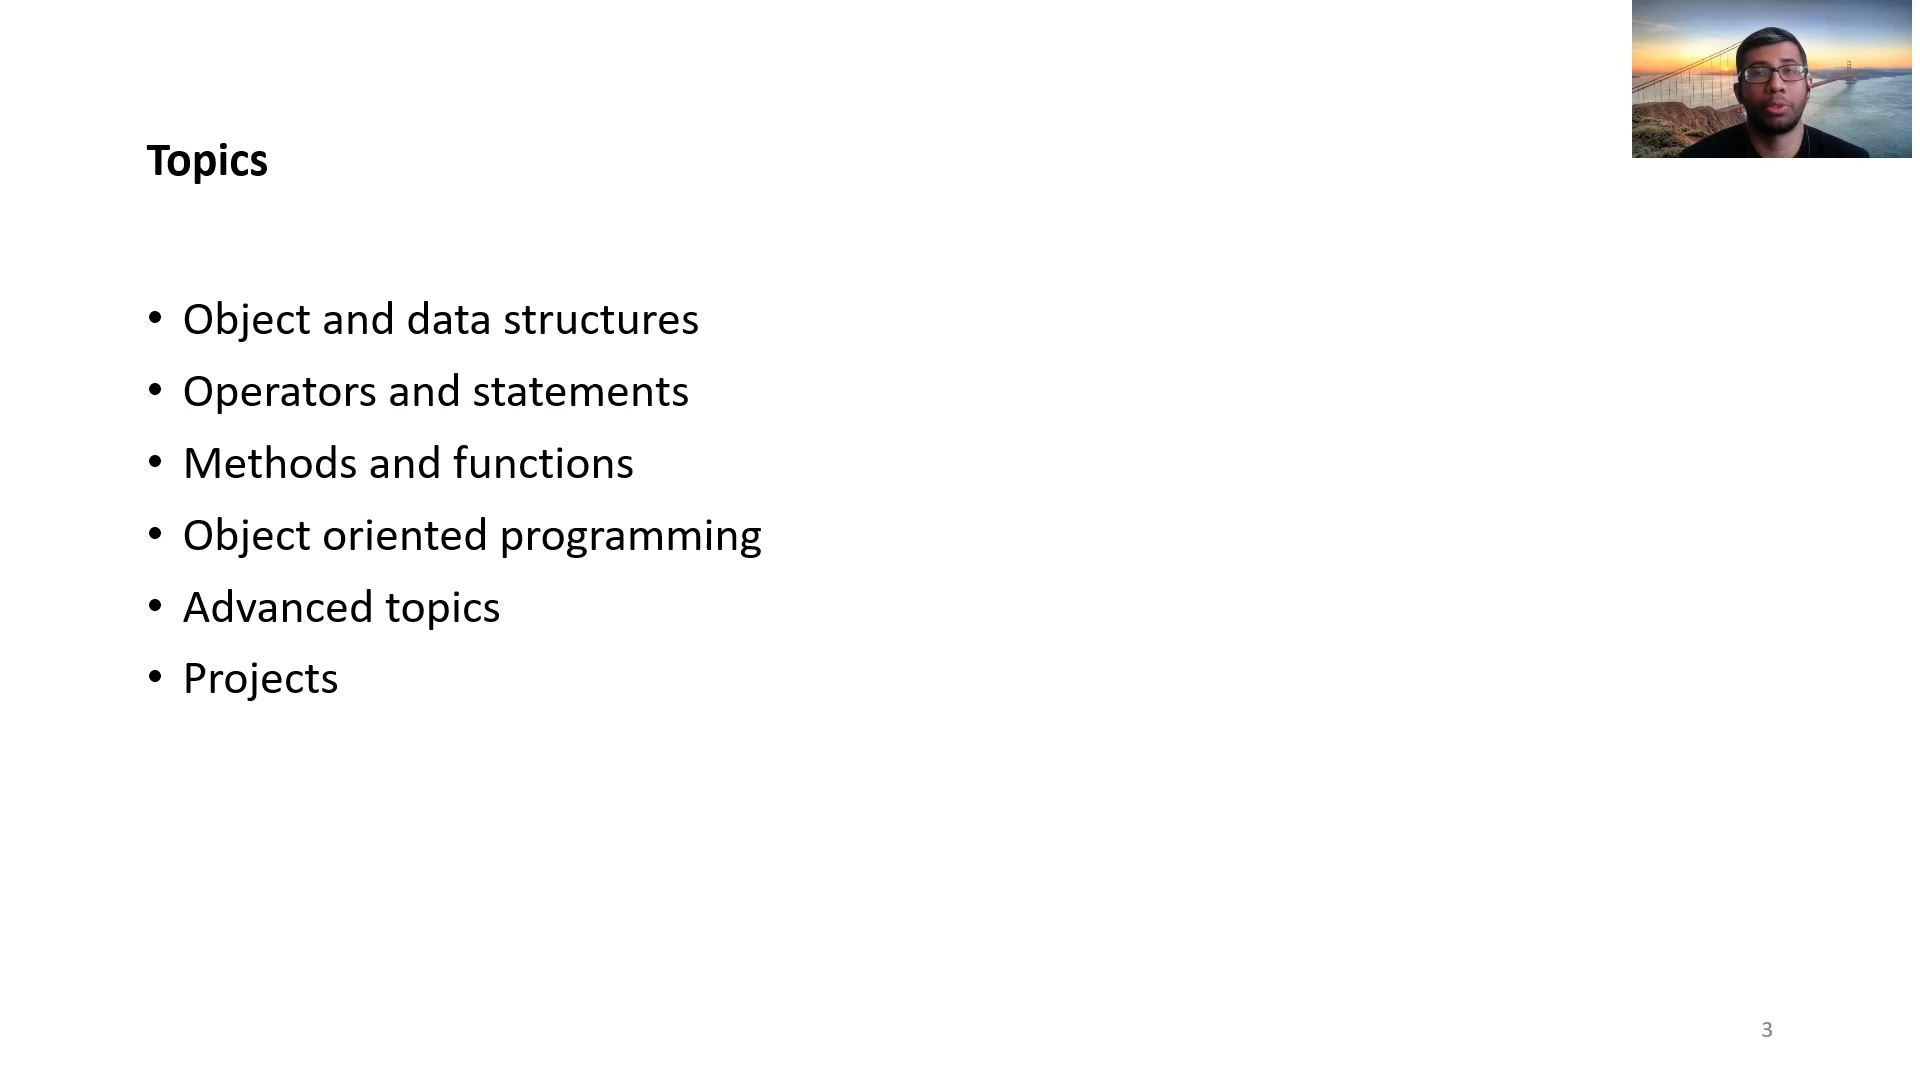 Topics
• Object and data structures
• Operators and statements
• Methods and functions
• Object oriented programming
• Advanced topics
• Projects
3